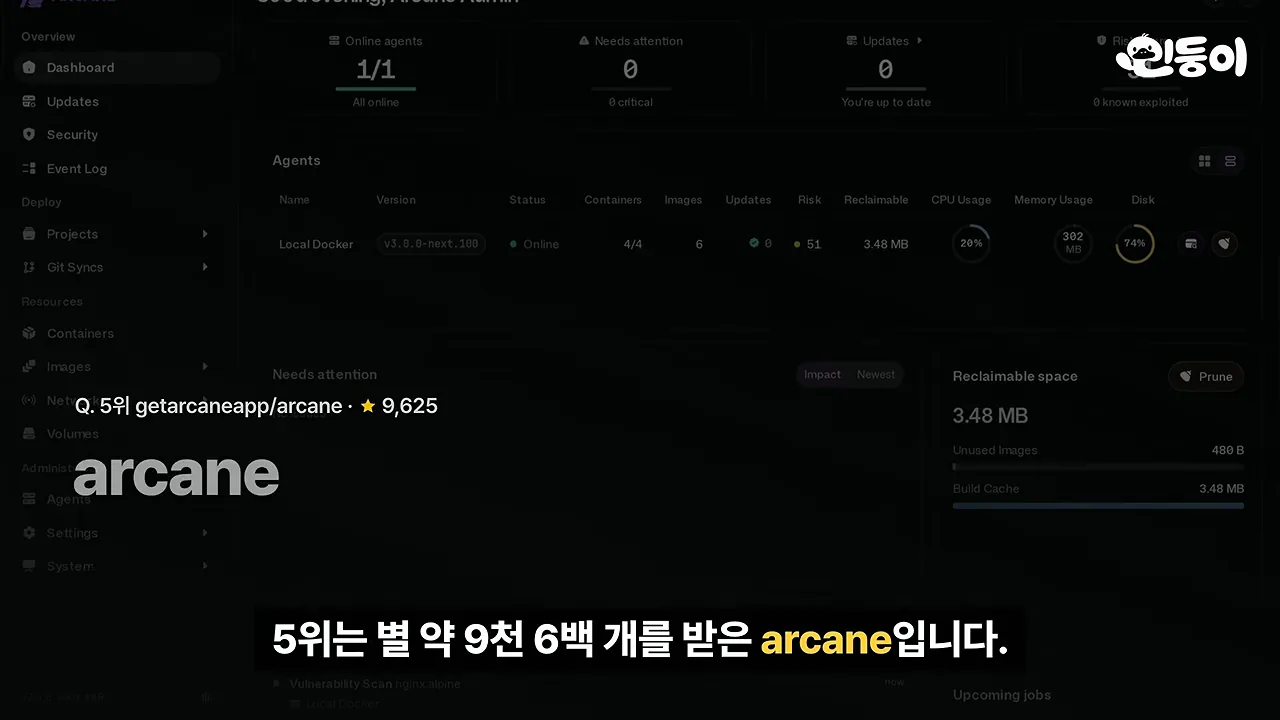 Overview
Dashboard
Updates
Security
Event Log
Deploy
Projects
Git Syncs
Resources
Containers
Images
Volumes
Agents
Settings
System
Online agents
1/1
All online
Needs attention
0
0 critical
Updates
0
You're up to date
0 known exploited
인둥이
Agents
Name Version Status Containers Images Updates Risk Reclaimable CPU Usage Memory Usage Disk
Local Docker v3.0.0-next.100 Online 4/4 6 0 51 3.48 MB 20% 302 MB 74%
Needs attention
Impact Newest
Reclaimable space
Prune
3.48 MB
Unused Images 480 B
Build Cache 3.48 MB
Q. 5위 getarcaneapp/arcane · ★ 9,625
arcane
5위는 별 약 9천 6백 개를 받은 arcane입니다.
Vulnerability Scan nginx:alpine
now
Local Docker
Upcoming jobs